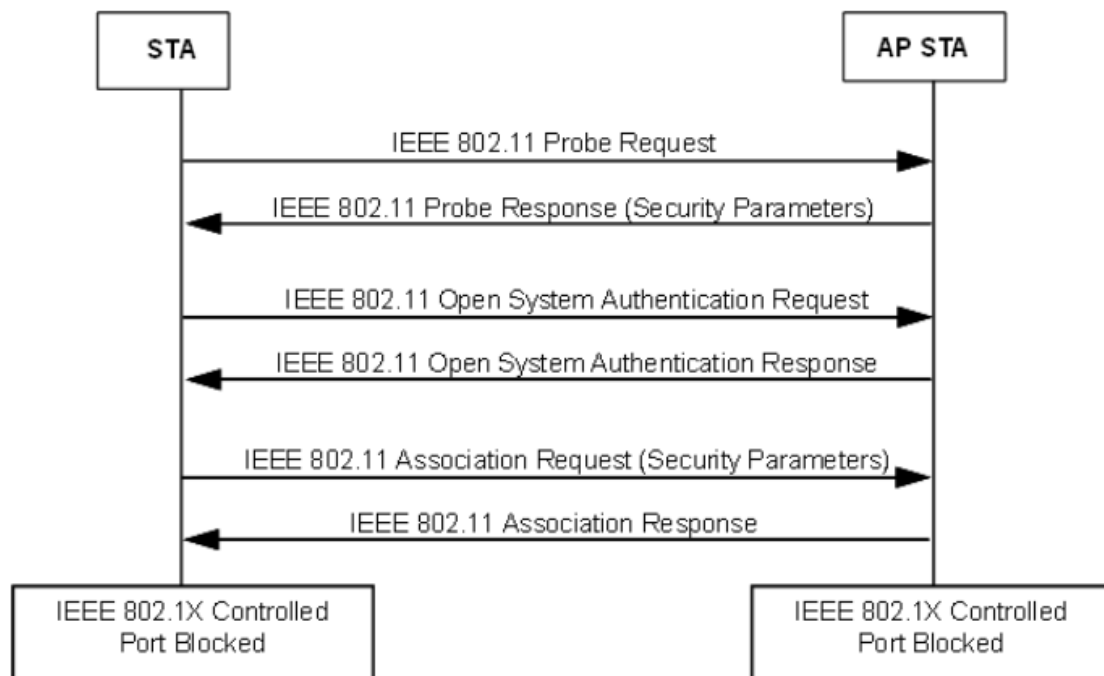 STA
AP STA
IEEE 802.11 Probe Request
IEEE 802.11 Probe Response (Security Parameters)
IEEE 802.11 Open System Authentication Request
IEEE 802.11 Open System Authentication Response
IEEE 802.11 Association Request (Security Parameters)
IEEE 802.11 Association Response
IEEE 802.1X Controlled
Port Blocked
IEEE 802.1X Controlled
Port Blocked